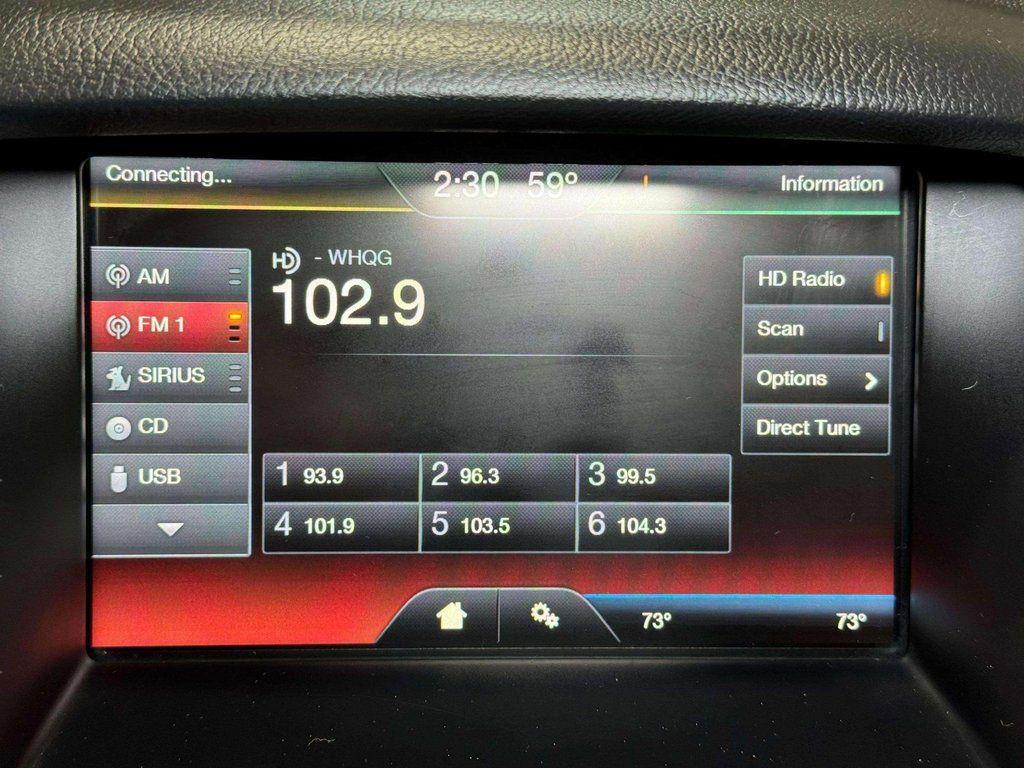 Connecting...
2:30 59°
Information
AM
FM 1
SIRIUS
CD
USB
HD - WHQG
102.9
1 93.9
2 96.3
3 99.5
4 101.9
5 103.5
6 104.3
HD Radio
Scan
Options
Direct Tune
73°
73°